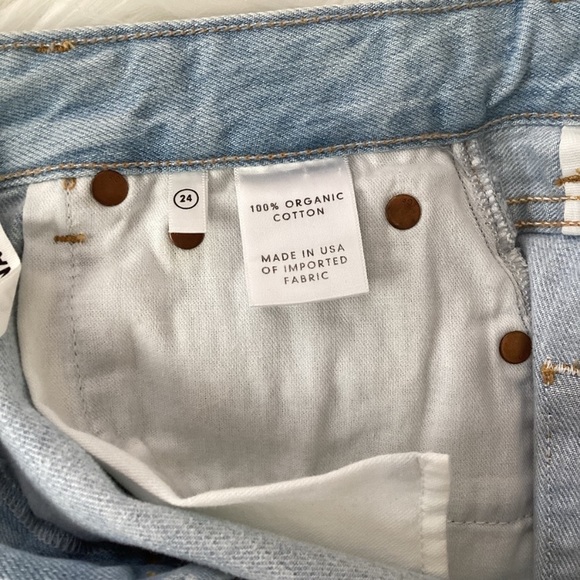 24
100% ORGANIC
COTTON
MADE IN USA
OF IMPORTED
FABRIC